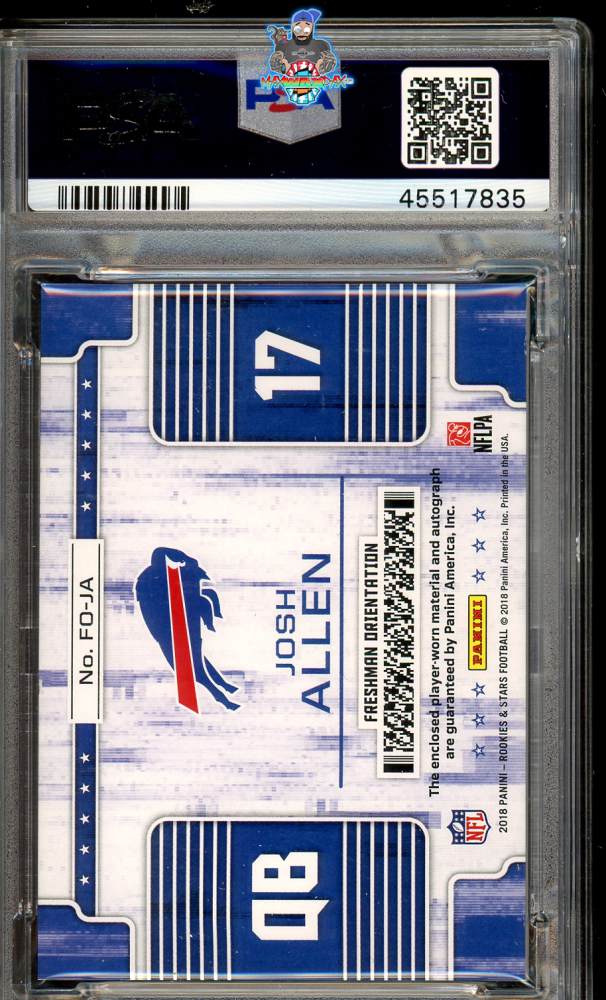 PSA
45517835
17
No. FO-JA
JOSH
ALLEN
FRESHMAN ORIENTATION
The enclosed player-worn material and autograph
are guaranteed by Panini America, Inc.
PANINI
2018 PANINI – ROOKIES & STARS FOOTBALL © 2018 Panini America, Inc. Printed in the USA.
NFL
NFLPA
QB